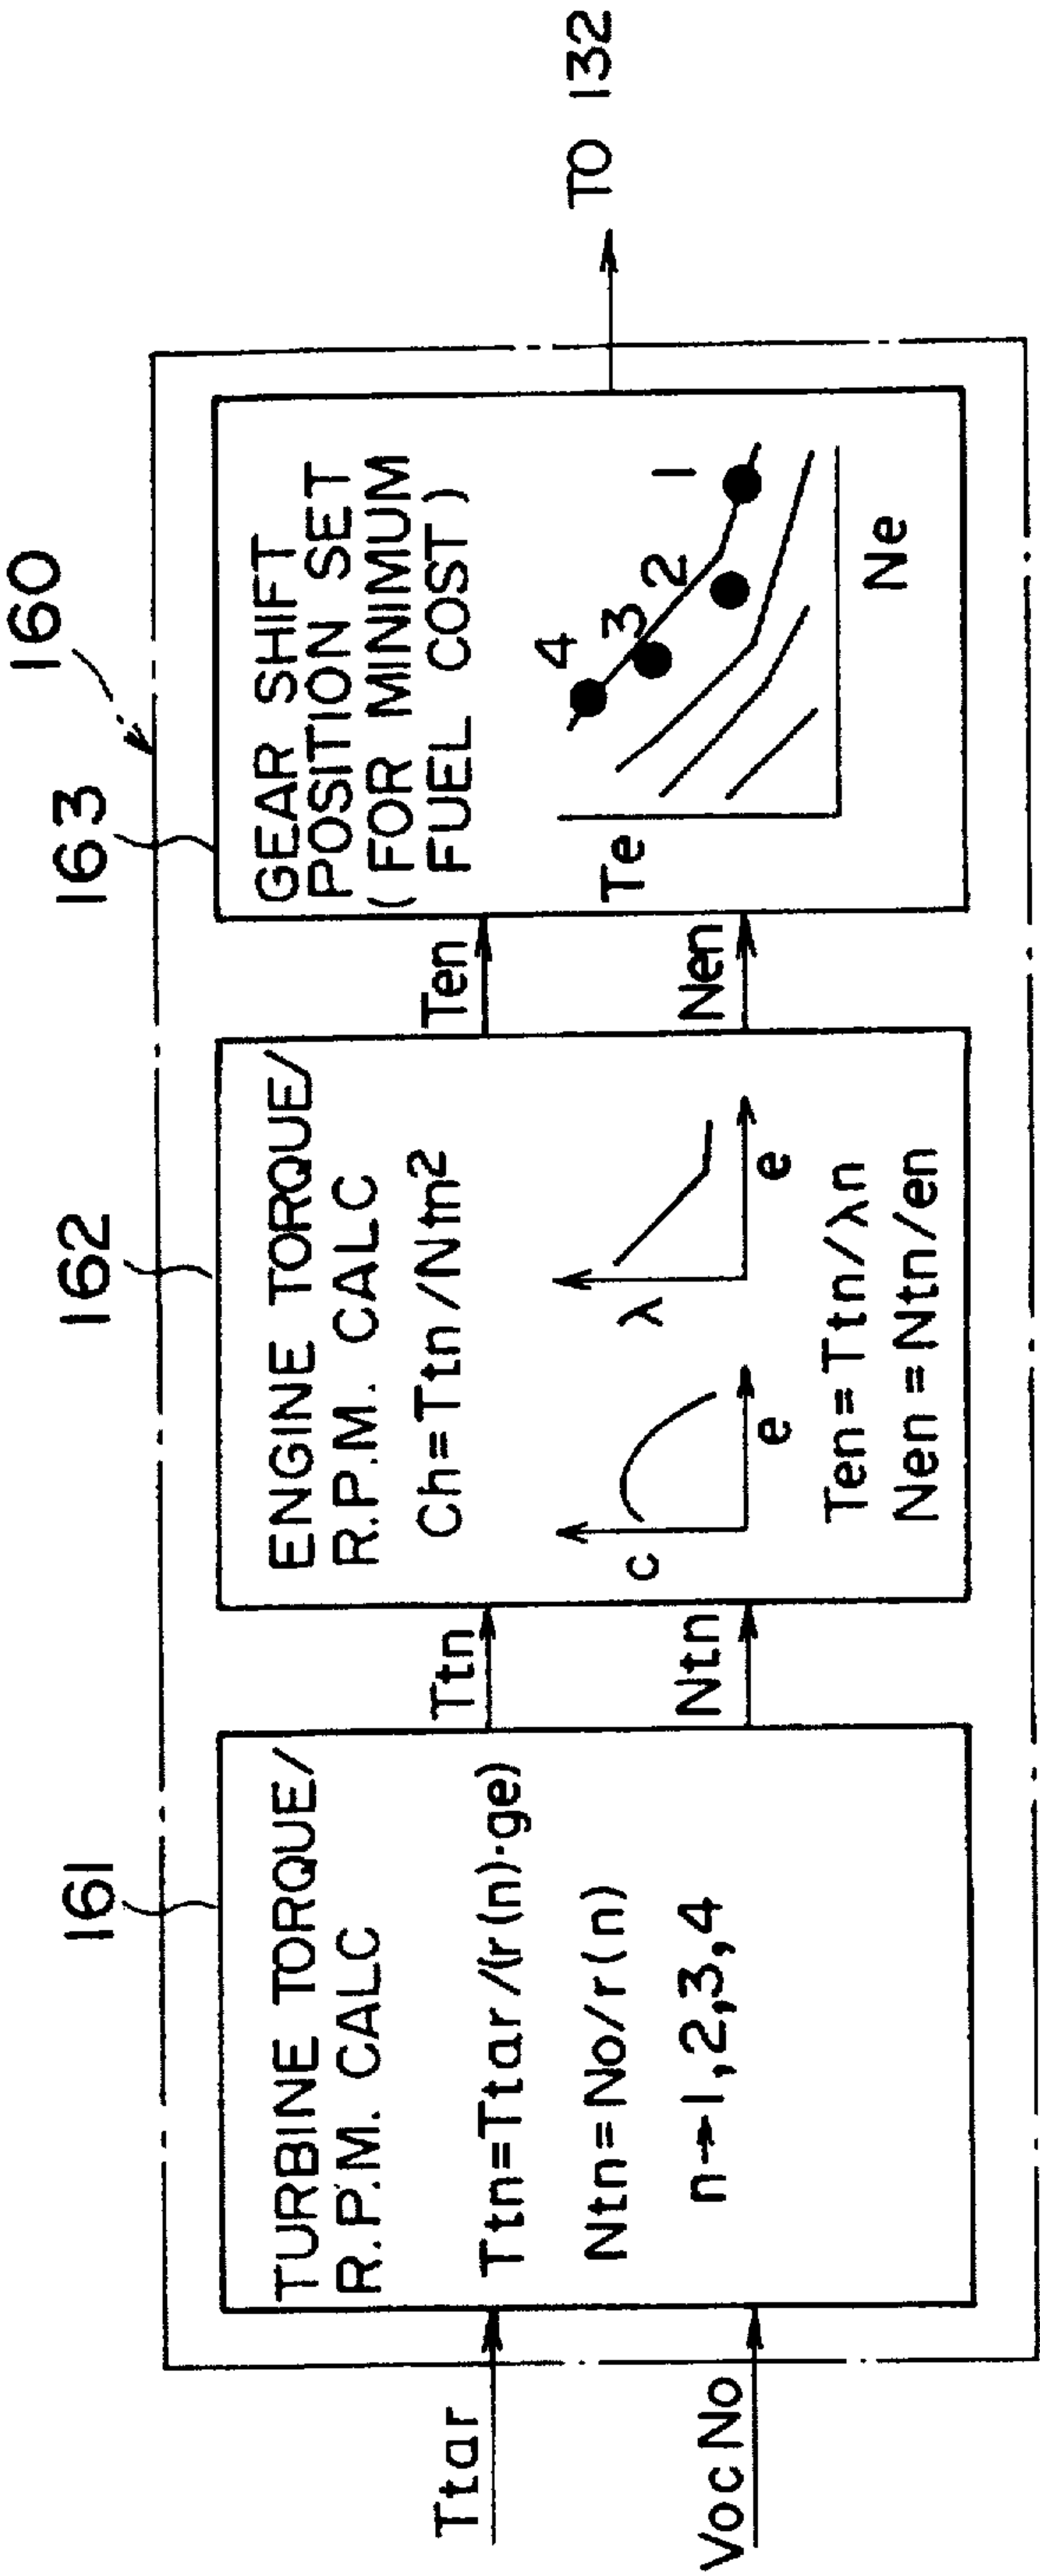 160
161
TURBINE TORQUE/
R.P.M. CALC
Ttn=Ttar/(r(n)·ge)
Ntn=No/r(n)
n→1,2,3,4
Ttar
Voc No
Ttn
Ntn
162
ENGINE TORQUE/
R.P.M. CALC
Ch=Ttn/Ntn²
c
e
λ
e
Ten=Ttn/λn
Nen=Ntn/en
Ten
Nen
163
GEAR SHIFT
POSITION SET
(FOR MINIMUM
FUEL COST)
Te
4
3
2
1
Ne
TO 132